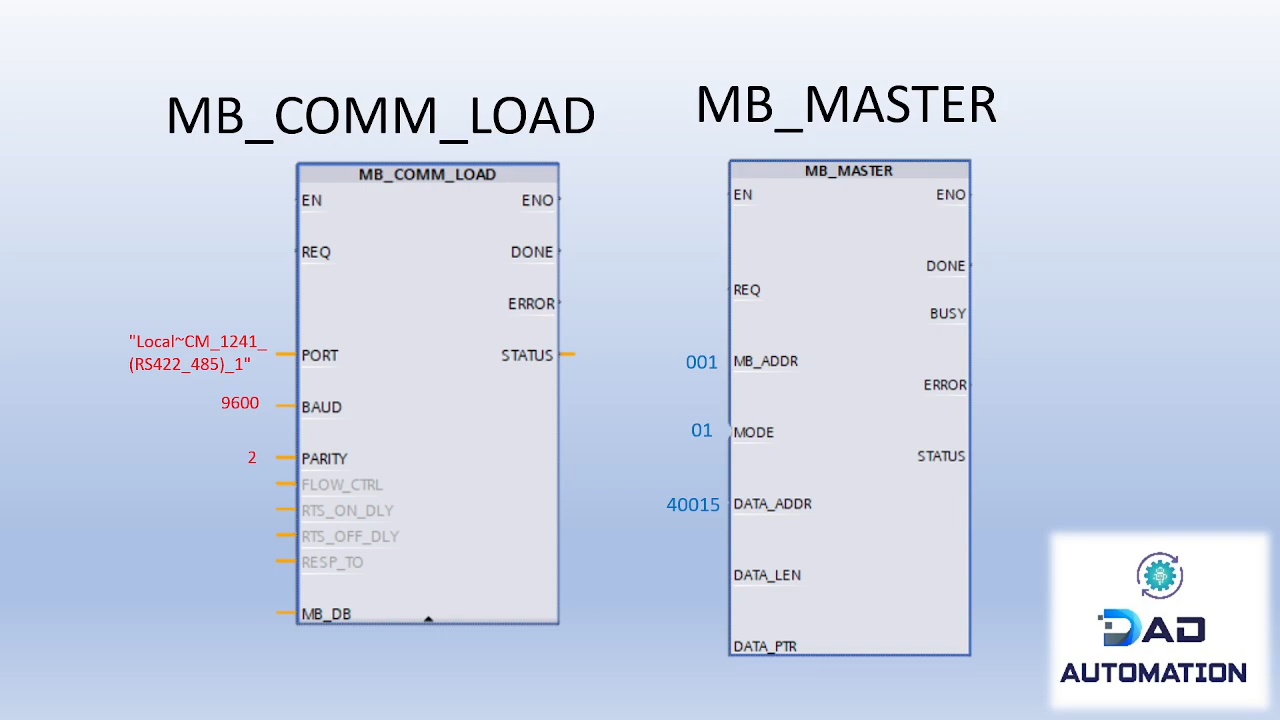 MB_COMM_LOAD
MB_MASTER
MB_COMM_LOAD
EN
ENO
REQ
DONE
ERROR
"Local~CM_1241_
(RS422_485)_1"
PORT
STATUS
9600
BAUD
2
PARITY
FLOW_CTRL
RTS_ON_DLY
RTS_OFF_DLY
RESP_TO
MB_DB
MB_MASTER
EN
ENO
DONE
REQ
BUSY
001
MB_ADDR
ERROR
01
MODE
STATUS
40015
DATA_ADDR
DATA_LEN
DATA_PTR
DAD
AUTOMATION